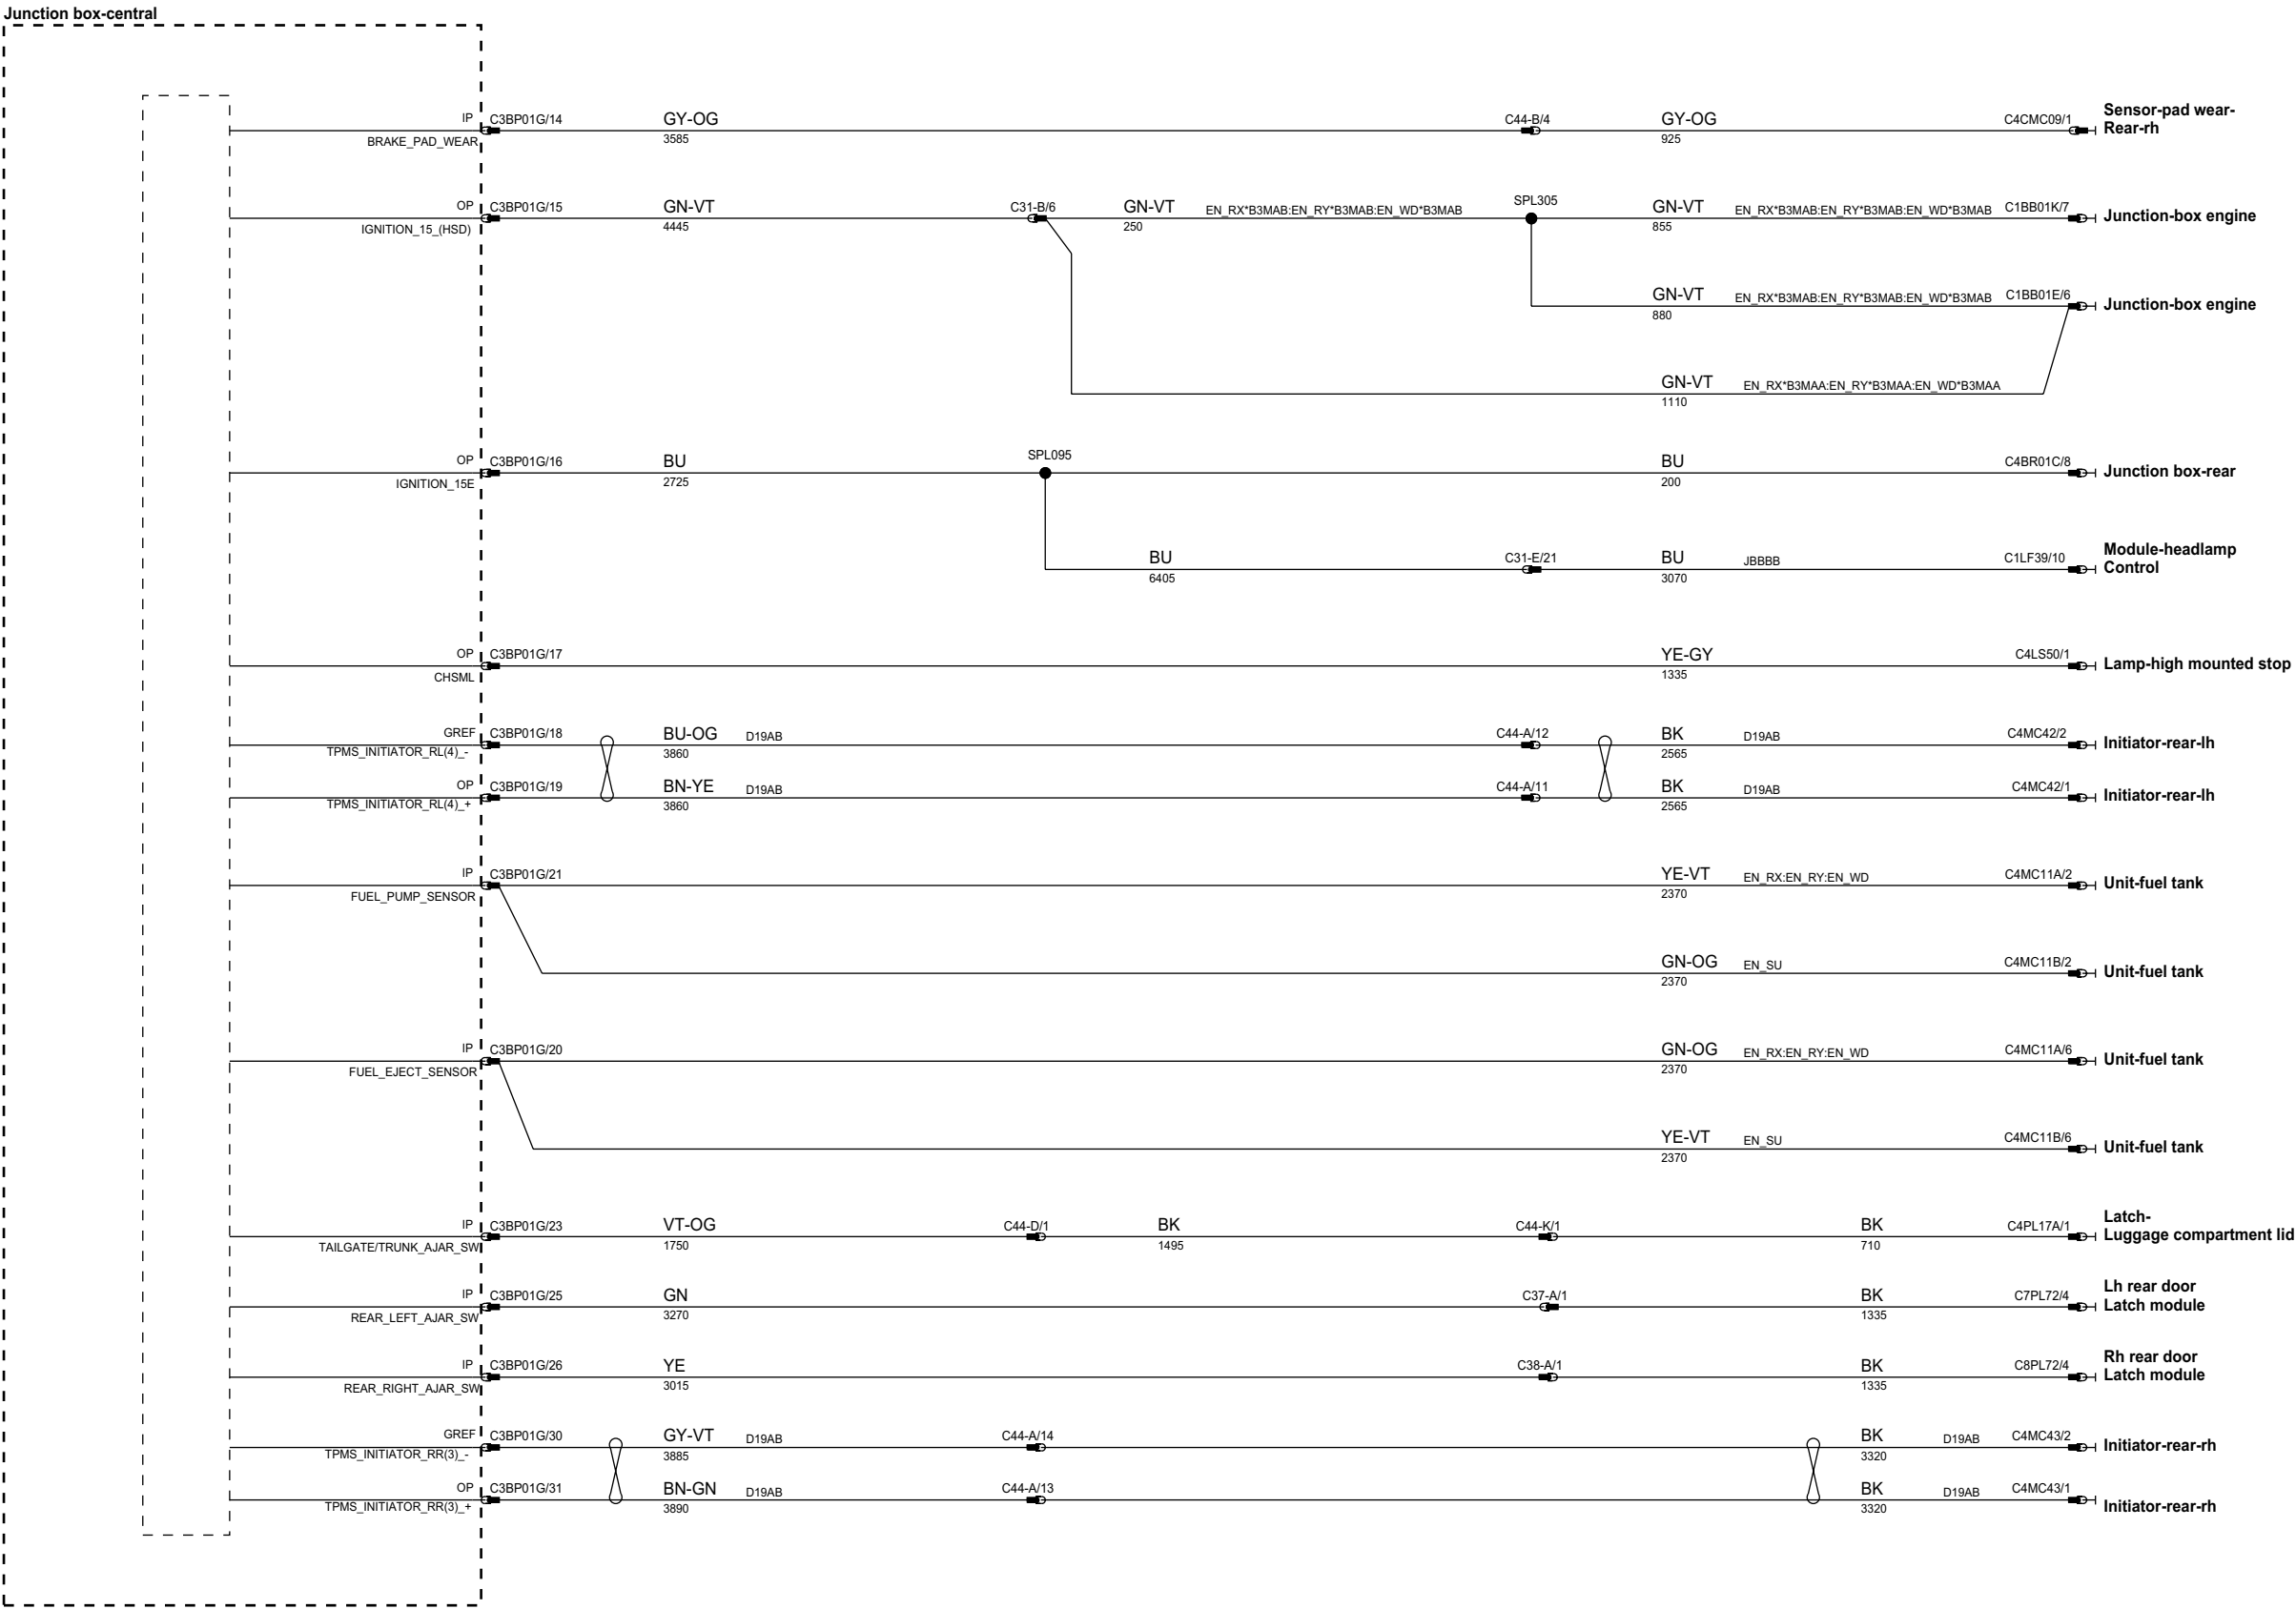 Junction box-central
IP C3BP01G/14 GY-OG C44-B/4 GY-OG C4CMC09/1 Sensor-pad wear-
Rear-rh
BRAKE_PAD_WEAR 3585 925
OP C3BP01G/15 GN-VT C31-B/6 GN-VT EN_RX*B3MAB:EN_RY*B3MAB:EN_WD*B3MAB SPL305 GN-VT EN_RX*B3MAB:EN_RY*B3MAB:EN_WD*B3MAB C1BB01K/7 Junction-box engine
IGNITION_15_(HSD) 4445 250 855
GN-VT EN_RX*B3MAB:EN_RY*B3MAB:EN_WD*B3MAB C1BB01E/6 Junction-box engine
880
GN-VT EN_RX*B3MAA:EN_RY*B3MAA:EN_WD*B3MAA
1110
OP C3BP01G/16 BU SPL095 BU C4BR01C/8 Junction box-rear
IGNITION_15E 2725 200
BU C31-E/21 BU JBBBB C1LF39/10 Module-headlamp
Control
6405 3070
OP C3BP01G/17 YE-GY C4LS50/1 Lamp-high mounted stop
CHSML 1335
GREF C3BP01G/18 BU-OG D19AB C44-A/12 BK D19AB C4MC42/2 Initiator-rear-lh
TPMS_INITIATOR_RL(4)_- 3860 2565
OP C3BP01G/19 BN-YE D19AB C44-A/11 BK D19AB C4MC42/1 Initiator-rear-lh
TPMS_INITIATOR_RL(4)_+ 3860 2565
IP C3BP01G/21 YE-VT EN_RX:EN_RY:EN_WD C4MC11A/2 Unit-fuel tank
FUEL_PUMP_SENSOR 2370
GN-OG EN_SU C4MC11B/2 Unit-fuel tank
2370
IP C3BP01G/20 GN-OG EN_RX:EN_RY:EN_WD C4MC11A/6 Unit-fuel tank
FUEL_EJECT_SENSOR 2370
YE-VT EN_SU C4MC11B/6 Unit-fuel tank
2370
IP C3BP01G/23 VT-OG C44-D/1 BK C44-K/1 BK C4PL17A/1 Latch-
Luggage compartment lid
TAILGATE/TRUNK_AJAR_SW 1750 1495 710
IP C3BP01G/25 GN C37-A/1 BK C7PL72/4 Lh rear door
Latch module
REAR_LEFT_AJAR_SW 3270 1335
IP C3BP01G/26 YE C38-A/1 BK C8PL72/4 Rh rear door
Latch module
REAR_RIGHT_AJAR_SW 3015 1335
GREF C3BP01G/30 GY-VT D19AB C44-A/14 BK D19AB C4MC43/2 Initiator-rear-rh
TPMS_INITIATOR_RR(3)_- 3885 3320
OP C3BP01G/31 BN-GN D19AB C44-A/13 BK D19AB C4MC43/1 Initiator-rear-rh
TPMS_INITIATOR_RR(3)_+ 3890 3320